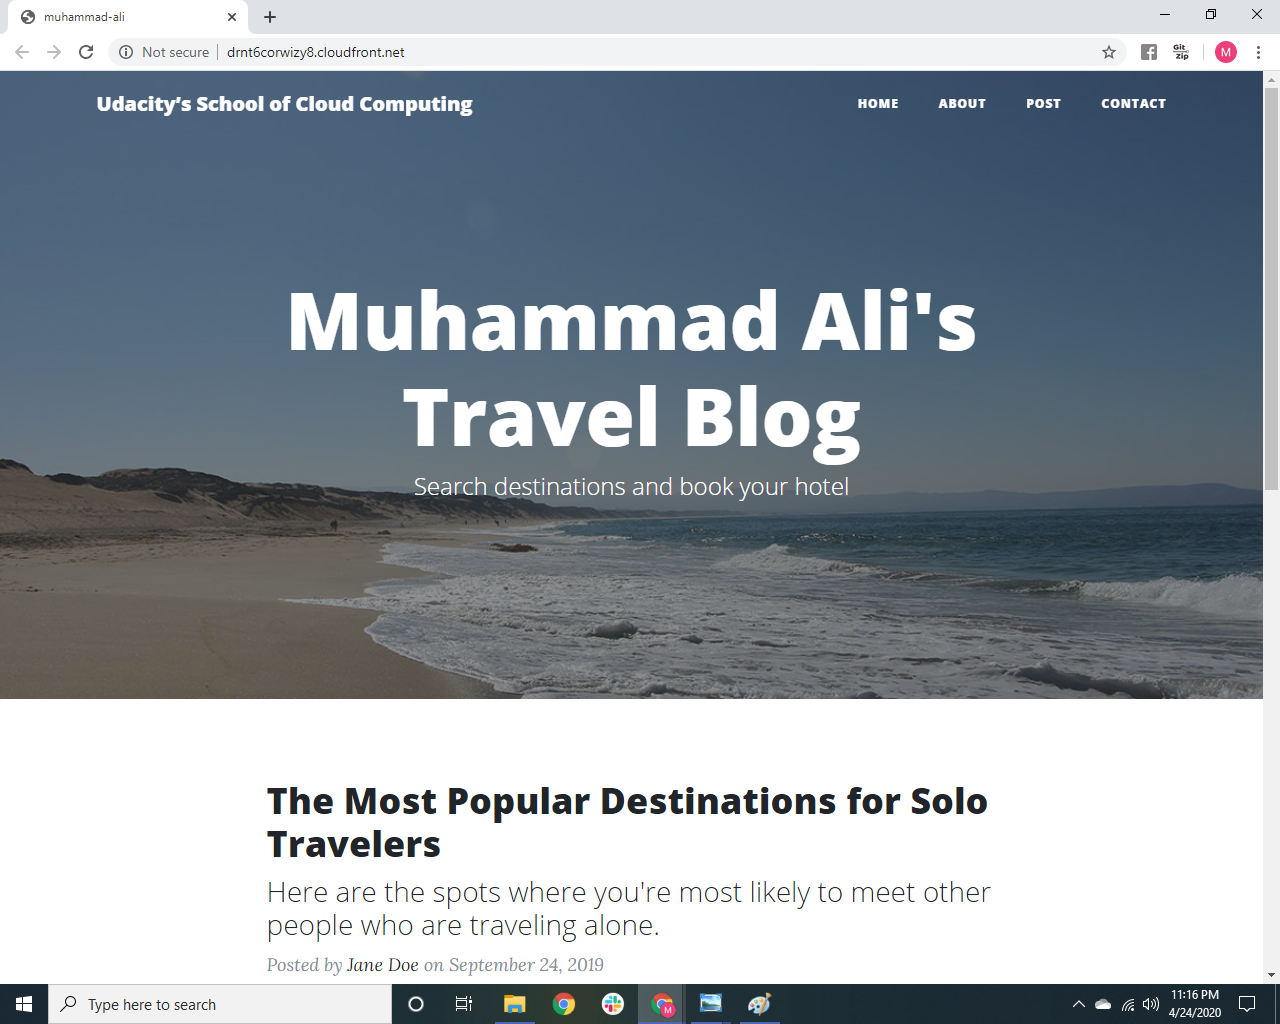 muhammad-ali
Not secure
drnt6corwizy8.cloudfront.net
Git
Zip
M
Udacity’s School of Cloud Computing
HOME
ABOUT
POST
CONTACT
Muhammad Ali's
Travel Blog
Search destinations and book your hotel
The Most Popular Destinations for Solo
Travelers
Here are the spots where you're most likely to meet other
people who are traveling alone.
Posted by Jane Doe on September 24, 2019
Type here to search
M
11:16 PM
4/24/2020